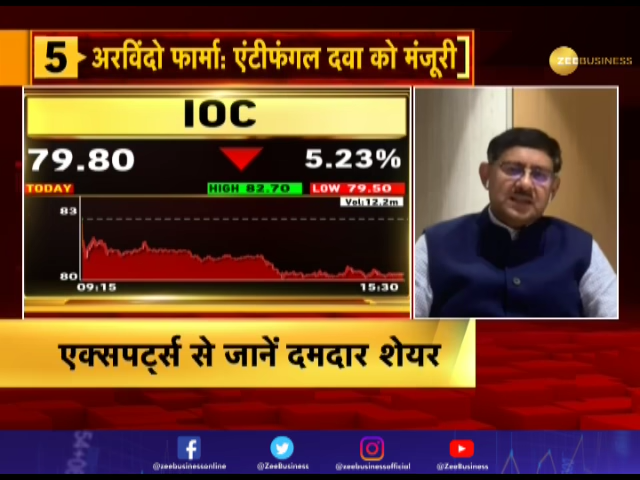 5 अरविंदो फार्मा: एंटीफंगल दवा को मंजूरी
ZEEBUSINESS
IOC
79.80 5.23%
TODAY HIGH 82.70 LOW 79.50
Vol:12.2m
83
80
09:15 15:30
एक्सपर्ट्स से जानें दमदार शेयर
@zeebusinessonline @ZeeBusiness @zeebusinessofficial @ZeeBusiness